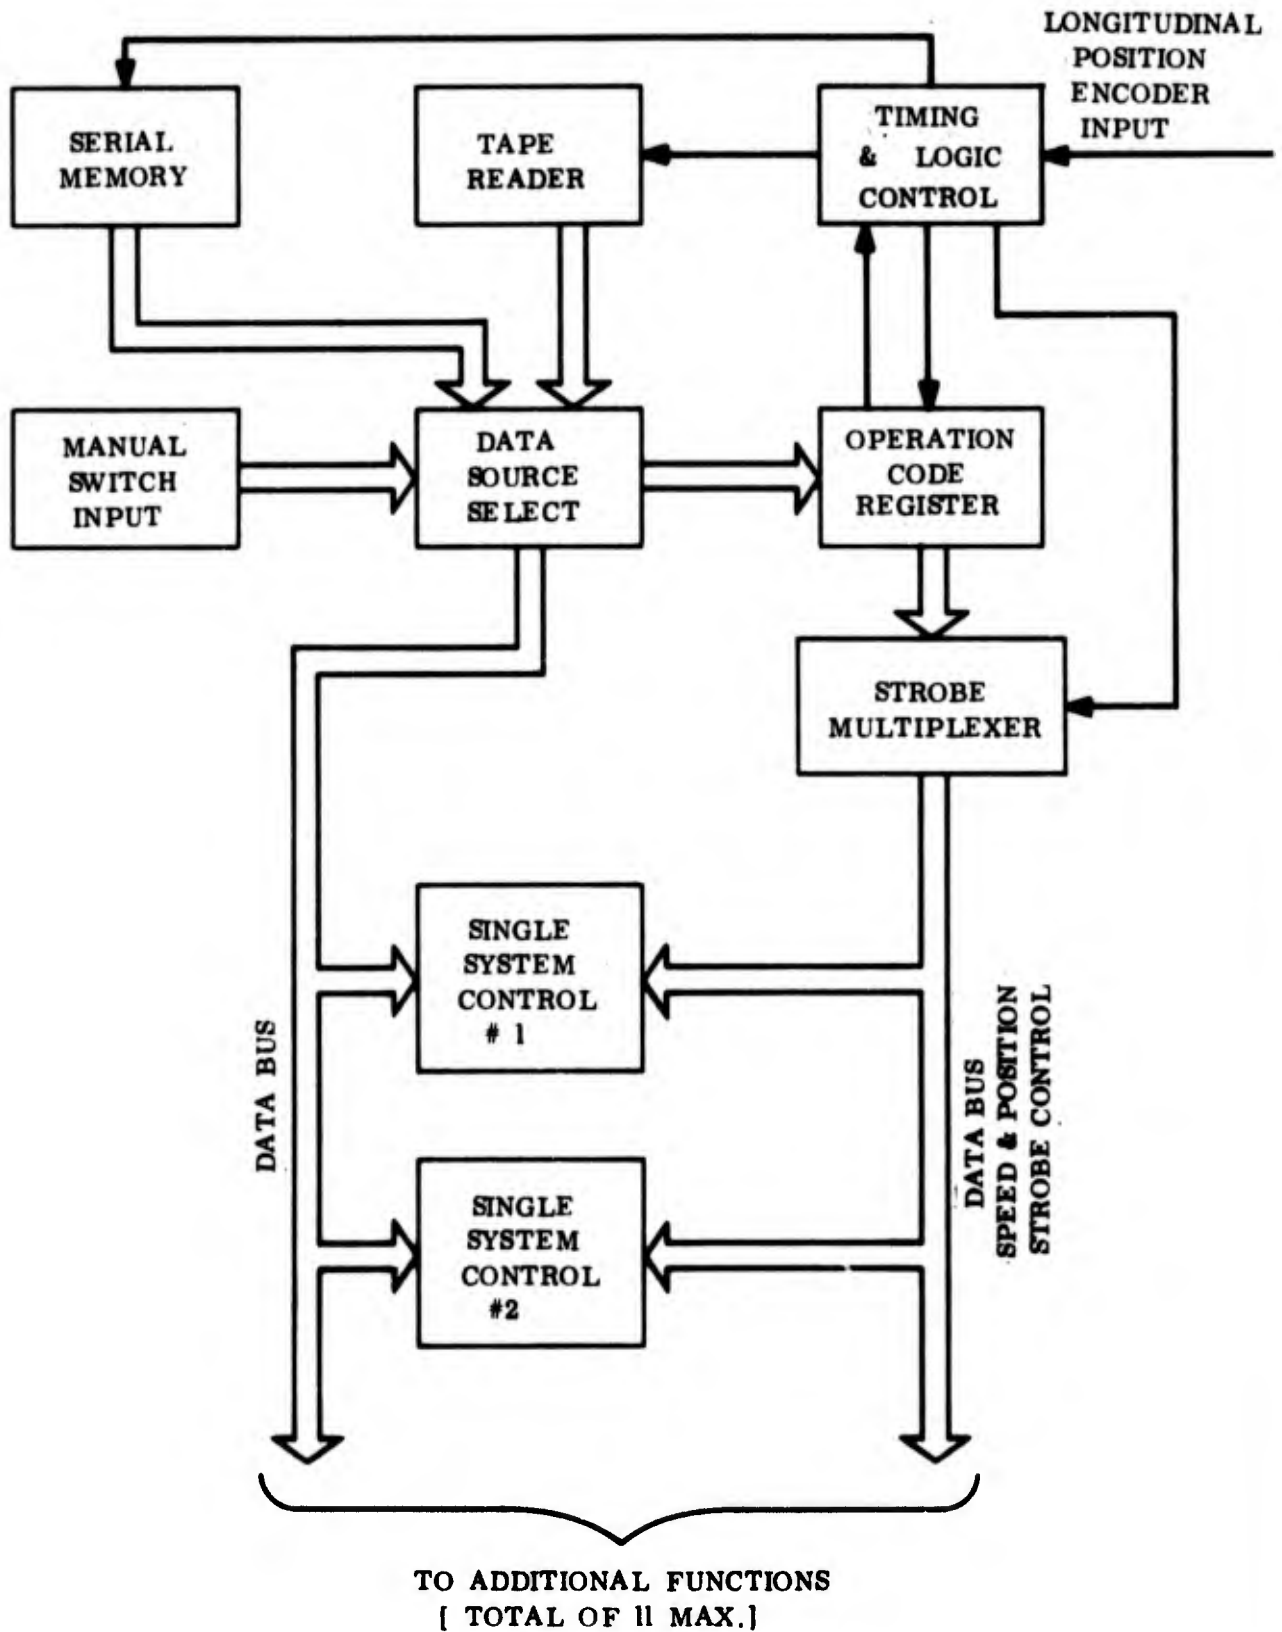 LONGITUDINAL
POSITION
ENCODER
INPUT
SERIAL
MEMORY
TAPE
READER
TIMING
& LOGIC
CONTROL
MANUAL
SWITCH
INPUT
DATA
SOURCE
SELECT
OPERATION
CODE
REGISTER
STROBE
MULTIPLEXER
SINGLE
SYSTEM
CONTROL
# 1
DATA BUS
DATA BUS
SPEED & POSITION
STROBE CONTROL
SINGLE
SYSTEM
CONTROL
#2
TO ADDITIONAL FUNCTIONS
[ TOTAL OF 11 MAX.]